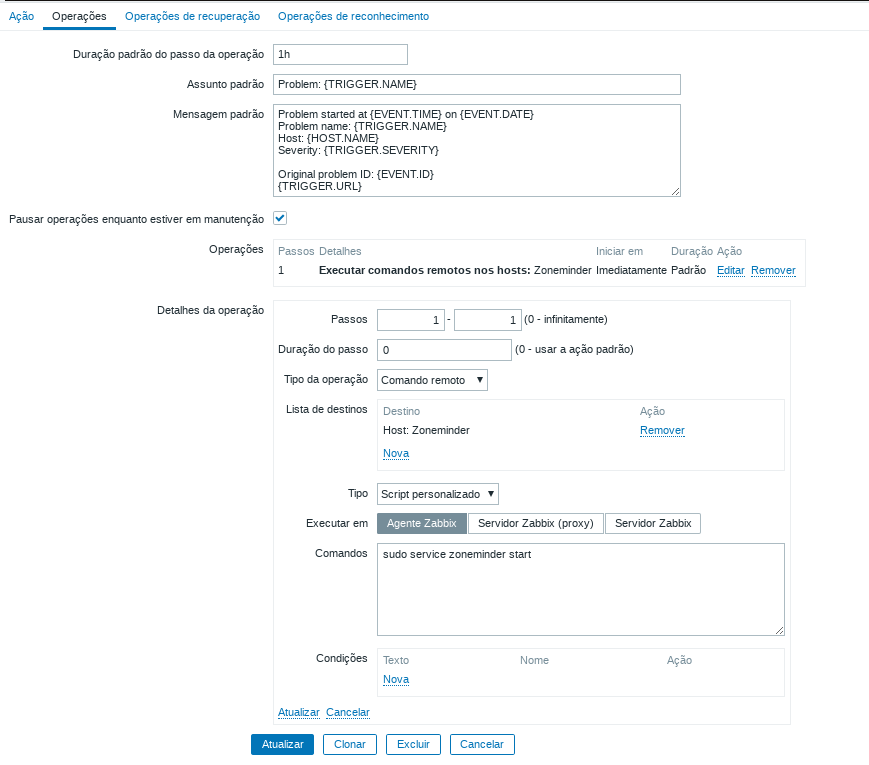 Ação Operações Operações de recuperação Operações de reconhecimento
Duração padrão do passo da operação 1h
Assunto padrão Problem: {TRIGGER.NAME}
Mensagem padrão Problem started at {EVENT.TIME} on {EVENT.DATE}
Problem name: {TRIGGER.NAME}
Host: {HOST.NAME}
Severity: {TRIGGER.SEVERITY}
Original problem ID: {EVENT.ID}
{TRIGGER.URL}
Pausar operações enquanto estiver em manutenção
Operações Passos Detalhes Iniciar em Duração Ação
1 Executar comandos remotos nos hosts: Zoneminder Imediatamente Padrão Editar Remover
Detalhes da operação
Passos 1 - 1 (0 - infinitamente)
Duração do passo 0 (0 - usar a ação padrão)
Tipo da operação Comando remoto
Lista de destinos Destino Ação
Host: Zoneminder Remover
Nova
Tipo Script personalizado
Executar em Agente Zabbix Servidor Zabbix (proxy) Servidor Zabbix
Comandos sudo service zoneminder start
Condições Texto Nome Ação
Nova
Atualizar Cancelar
Atualizar Clonar Excluir Cancelar